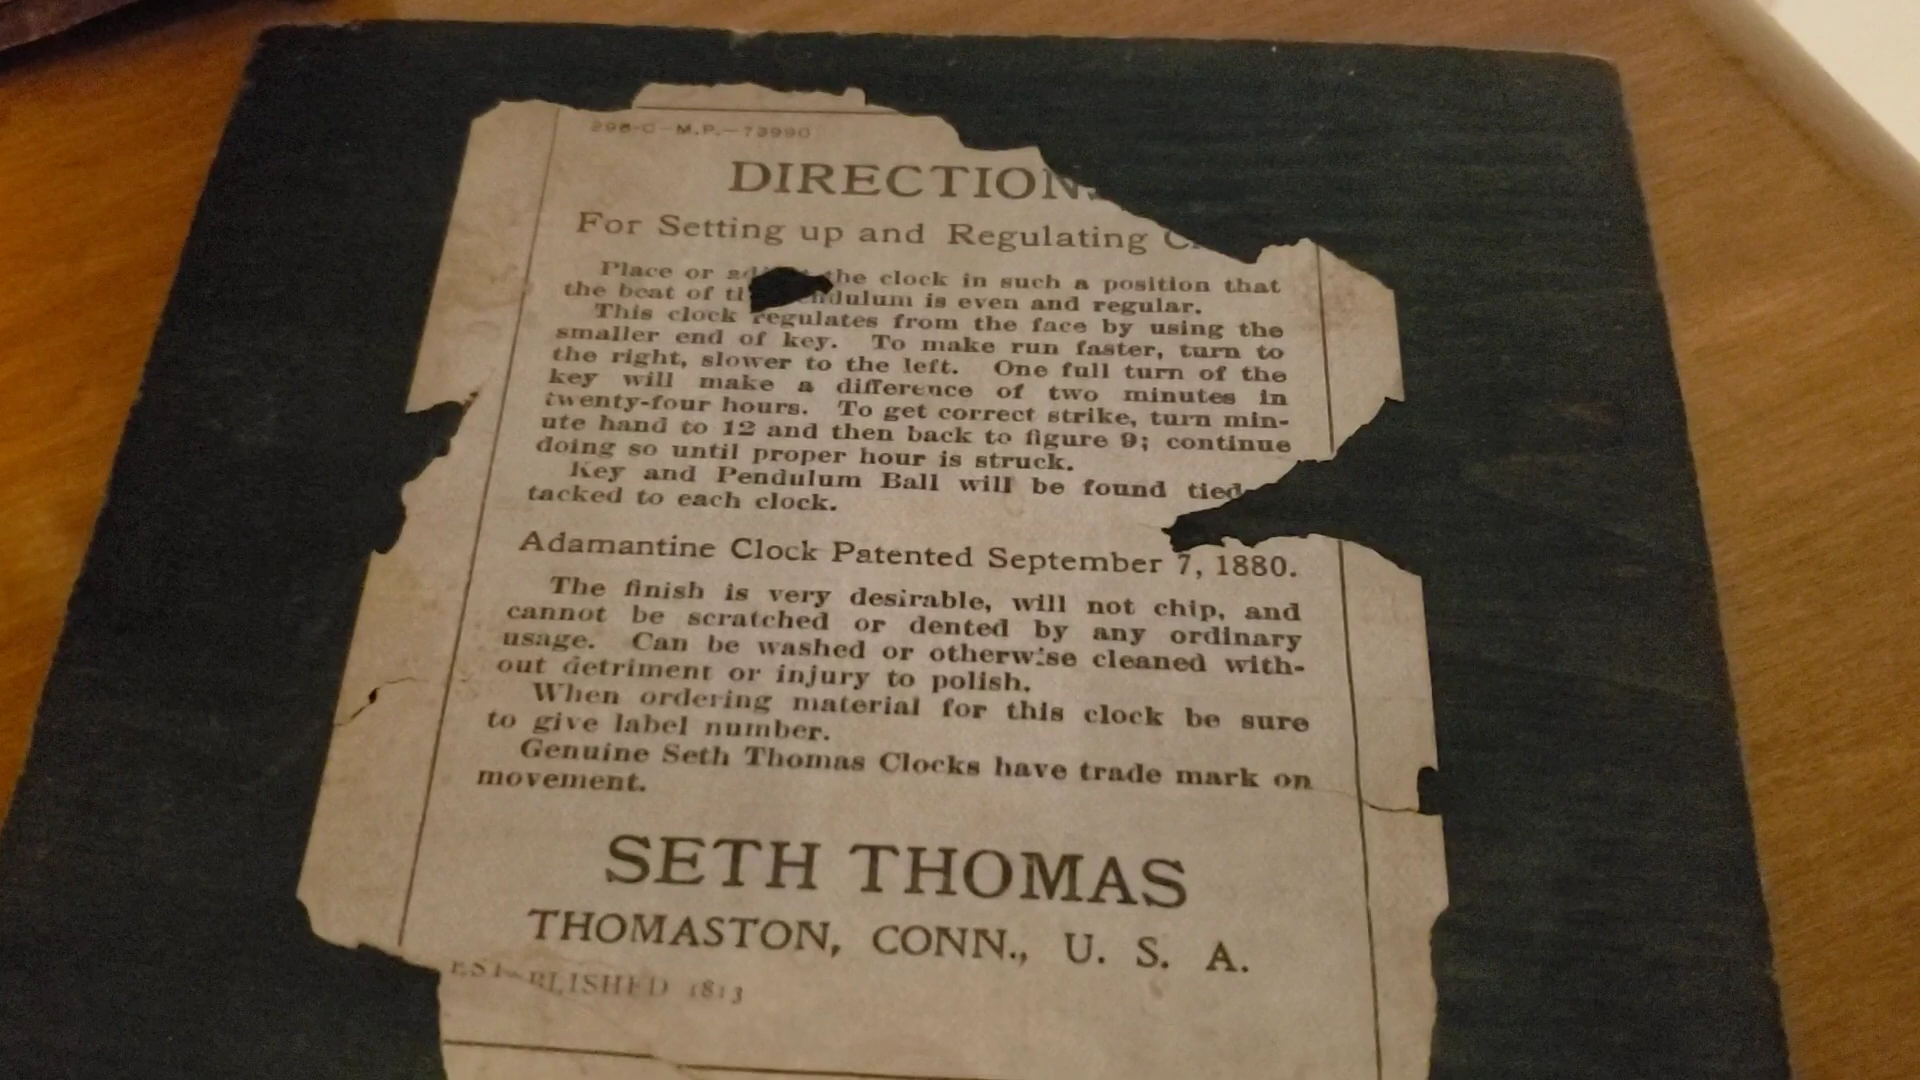 298-C-M.P.-73990
DIRECTIONS
For Setting up and Regulating
Place or the clock in such a position that
the beat of pendulum is even and regular.
This clock regulates from the face by using the
smaller end of key. To make run faster, turn to
the right, slower to the left. One full turn of the
key will make a difference of two minutes in
twenty-four hours. To get correct strike, turn min-
ute hand to 12 and then back to figure 9; continue
doing so until proper hour is struck.
Key and Pendulum Ball will be found tied
tacked to each clock.
Adamantine Clock Patented September 7, 1880.
The finish is very desirable, will not chip, and
cannot be scratched or dented by any ordinary
usage. Can be washed or otherwise cleaned with-
out detriment or injury to polish.
When ordering material for this clock be sure
to give label number.
Genuine Seth Thomas Clocks have trade mark on
movement.
SETH THOMAS
THOMASTON, CONN., U. S. A.
ESTABLISHED 1813